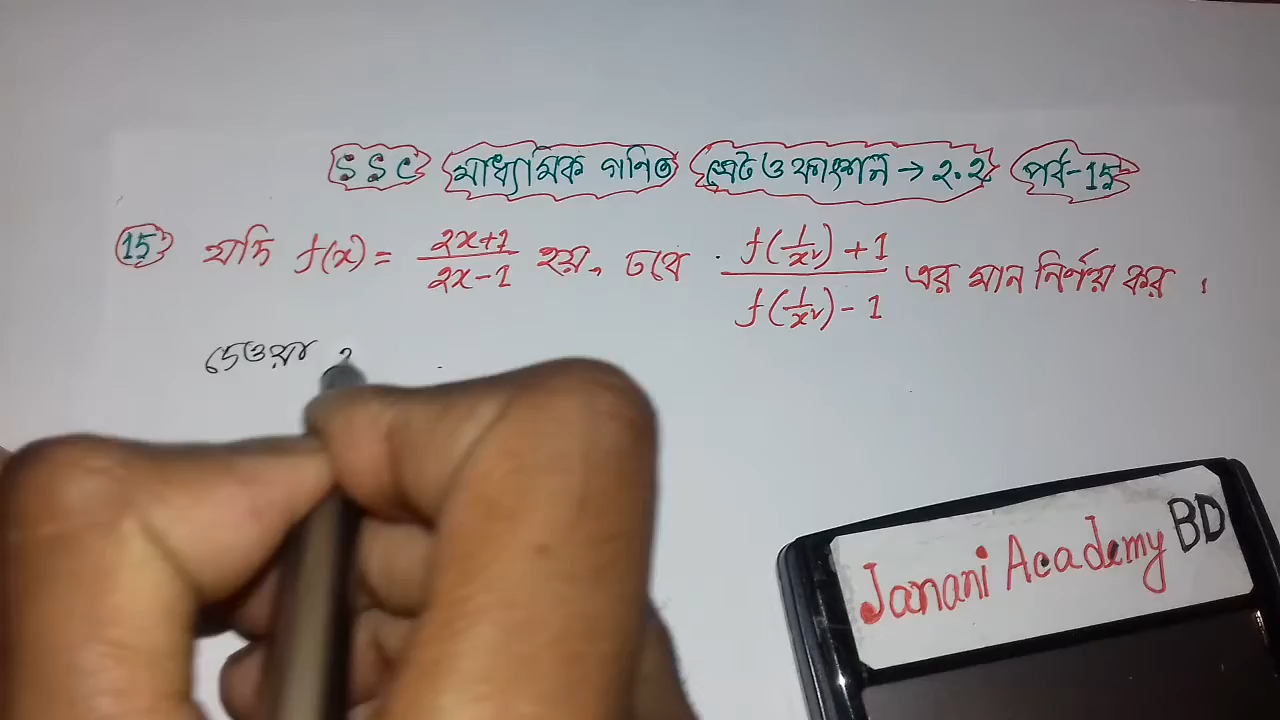 SSC মাধ্যমিক গনিত সেট ও ফাংশন → ২.২ পর্ব-15
15 যদি f(x) = (2x+1)/(2x-1) হয়, তবে (f(1/x²)+1)/(f(1/x²)-1) এর মান নির্ণয় কর।
দেওয়া
Janani Academy BD